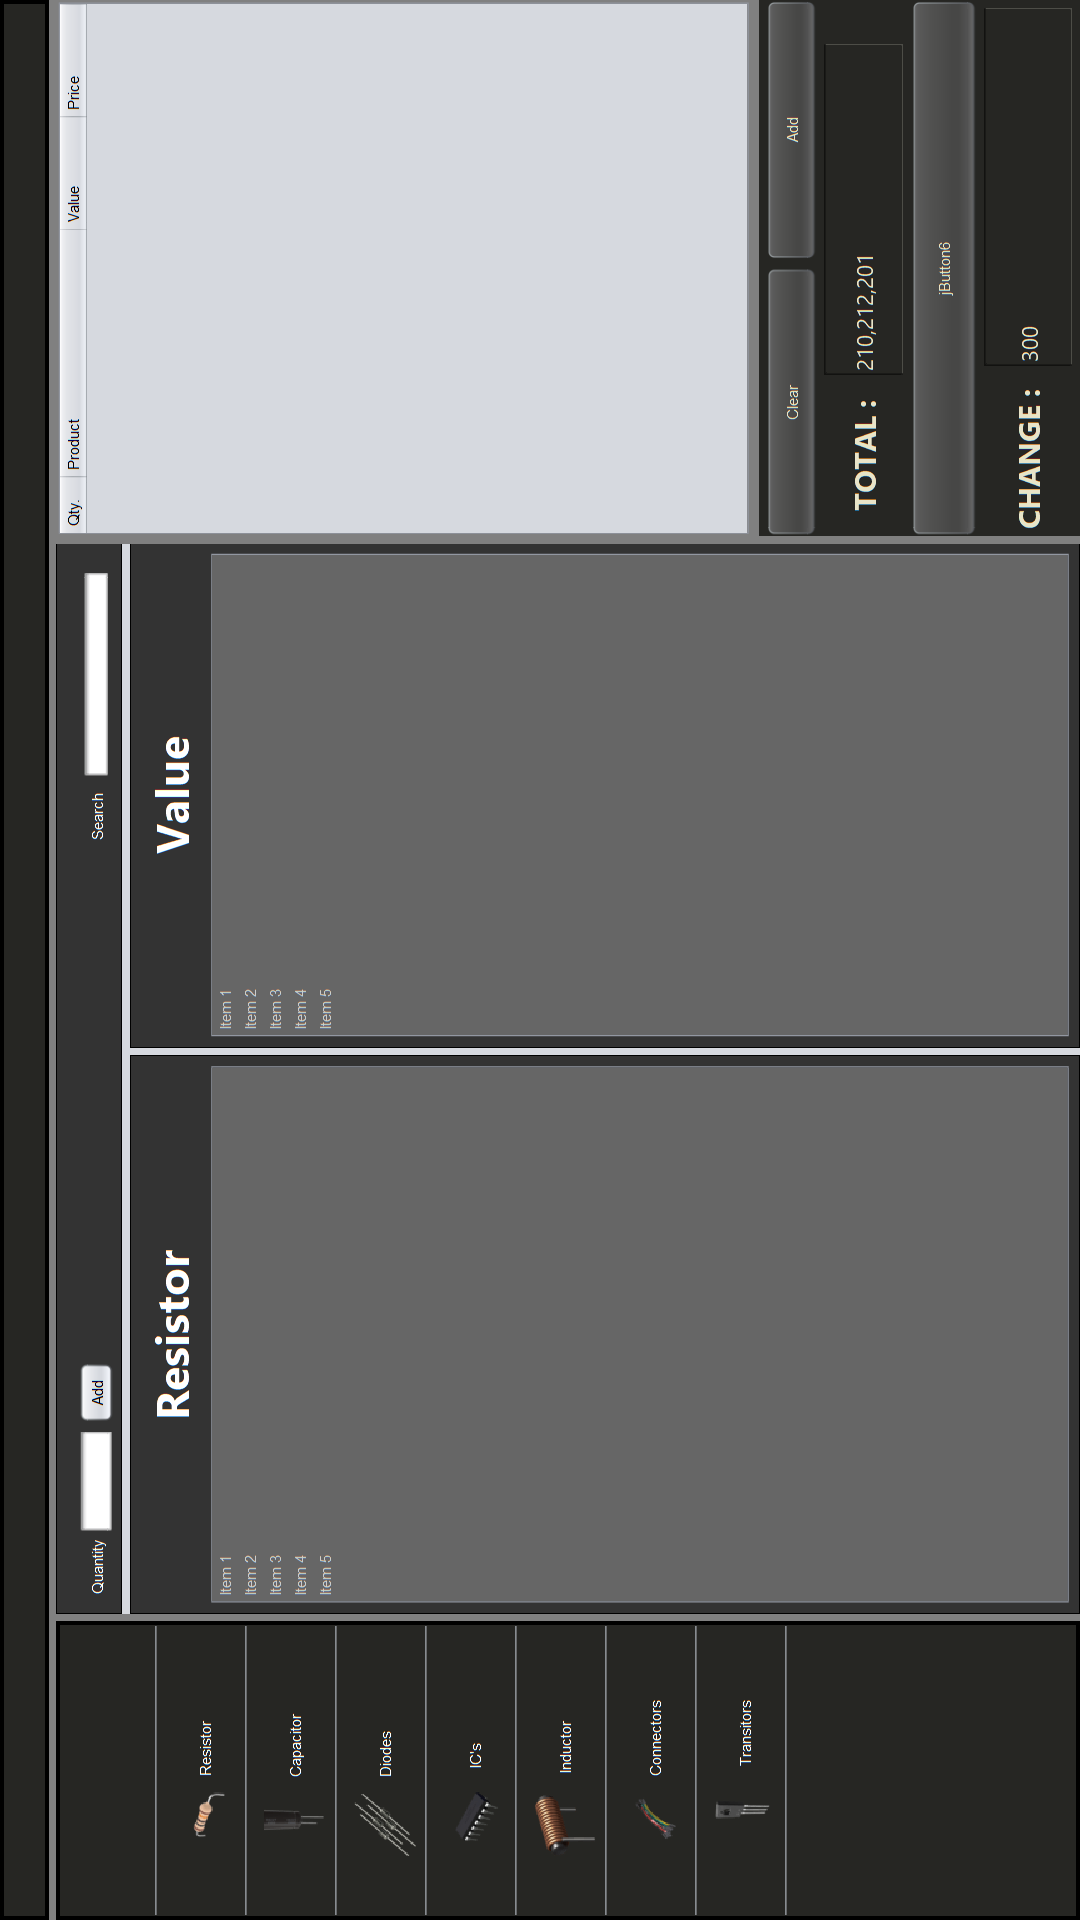 Quantity
Add
Search
Resistor
Capacitor
Diodes
IC's
Inductor
Connectors
Transitors
Resistor
Item 1
Item 2
Item 3
Item 4
Item 5
Value
Item 1
Item 2
Item 3
Item 4
Item 5
Qty. Product Value Price
Clear Add
TOTAL : 210,212,201
jButton6
CHANGE : 300